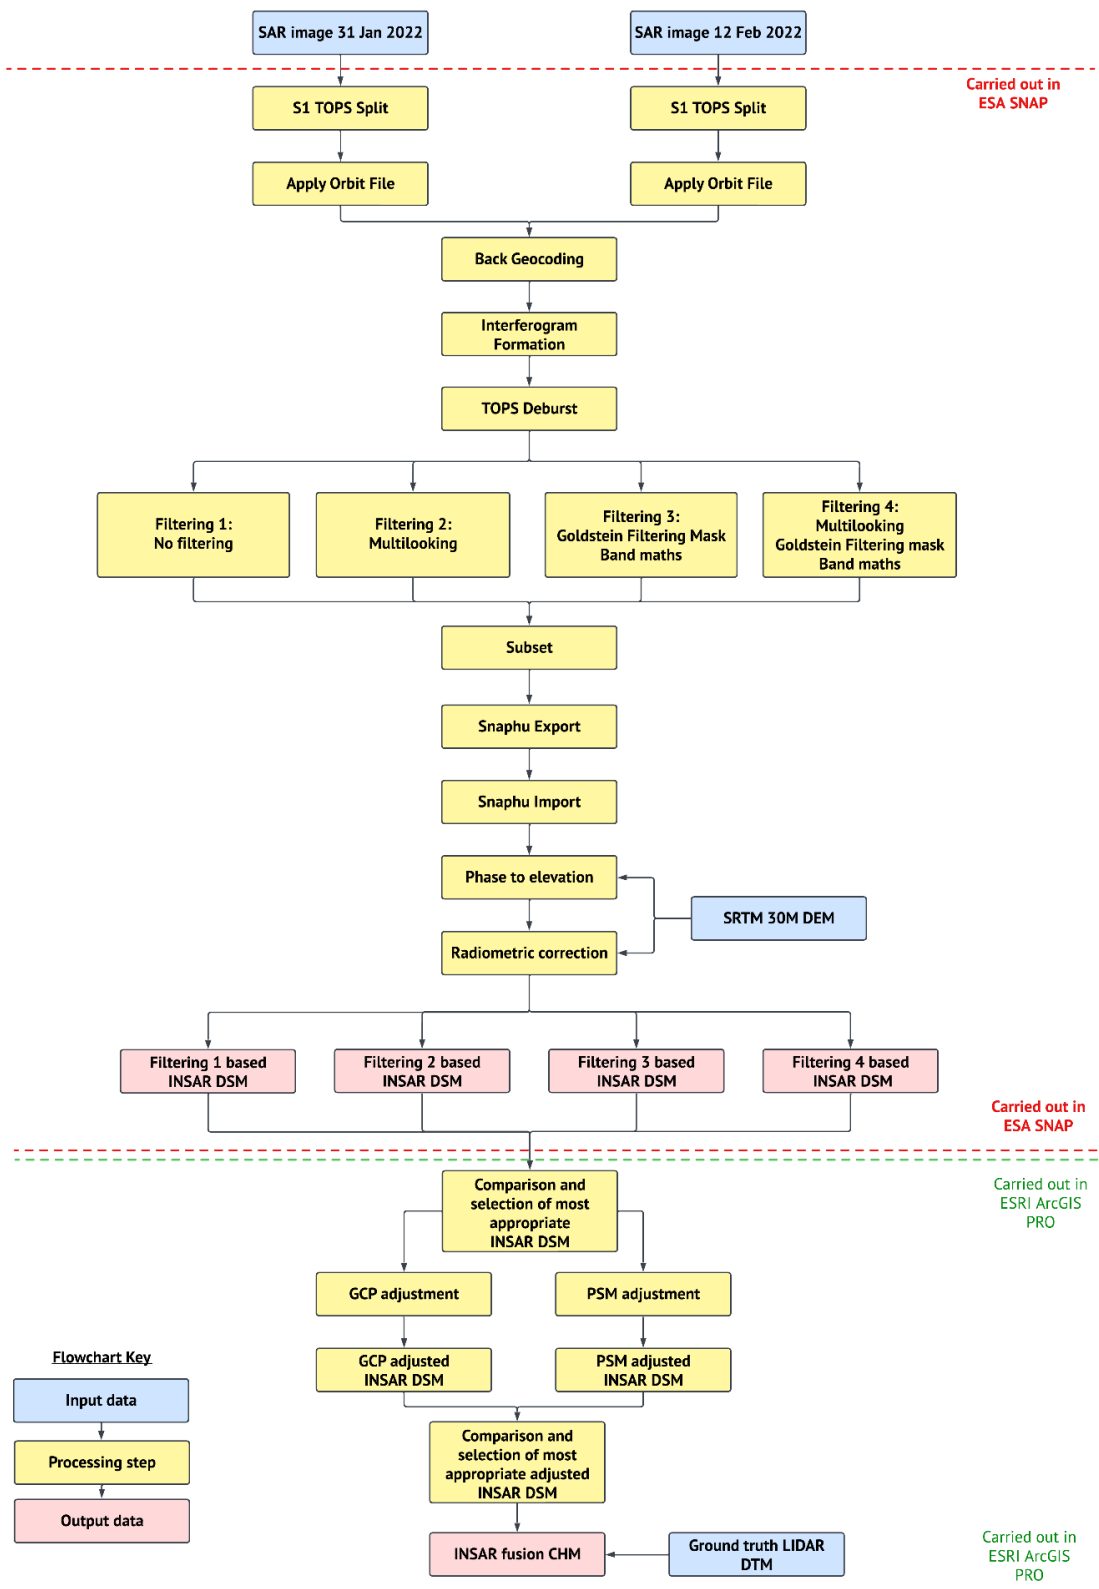 SAR image 31 Jan 2022
SAR image 12 Feb 2022
Carried out in
ESA SNAP
S1 TOPS Split
S1 TOPS Split
Apply Orbit File
Apply Orbit File
Back Geocoding
Interferogram
Formation
TOPS Deburst
Filtering 1:
No filtering
Filtering 2:
Multilooking
Filtering 3:
Goldstein Filtering Mask
Band maths
Filtering 4:
Multilooking
Goldstein Filtering mask
Band maths
Subset
Snaphu Export
Snaphu Import
Phase to elevation
SRTM 30M DEM
Radiometric correction
Filtering 1 based
INSAR DSM
Filtering 2 based
INSAR DSM
Filtering 3 based
INSAR DSM
Filtering 4 based
INSAR DSM
Carried out in
ESA SNAP
Carried out in
ESRI ArcGIS
PRO
Comparison and
selection of most
appropriate
INSAR DSM
GCP adjustment
PSM adjustment
GCP adjusted
INSAR DSM
PSM adjusted
INSAR DSM
Flowchart Key
Input data
Processing step
Output data
Comparison and
selection of most
appropriate adjusted
INSAR DSM
INSAR fusion CHM
Ground truth LIDAR
DTM
Carried out in
ESRI ArcGIS
PRO